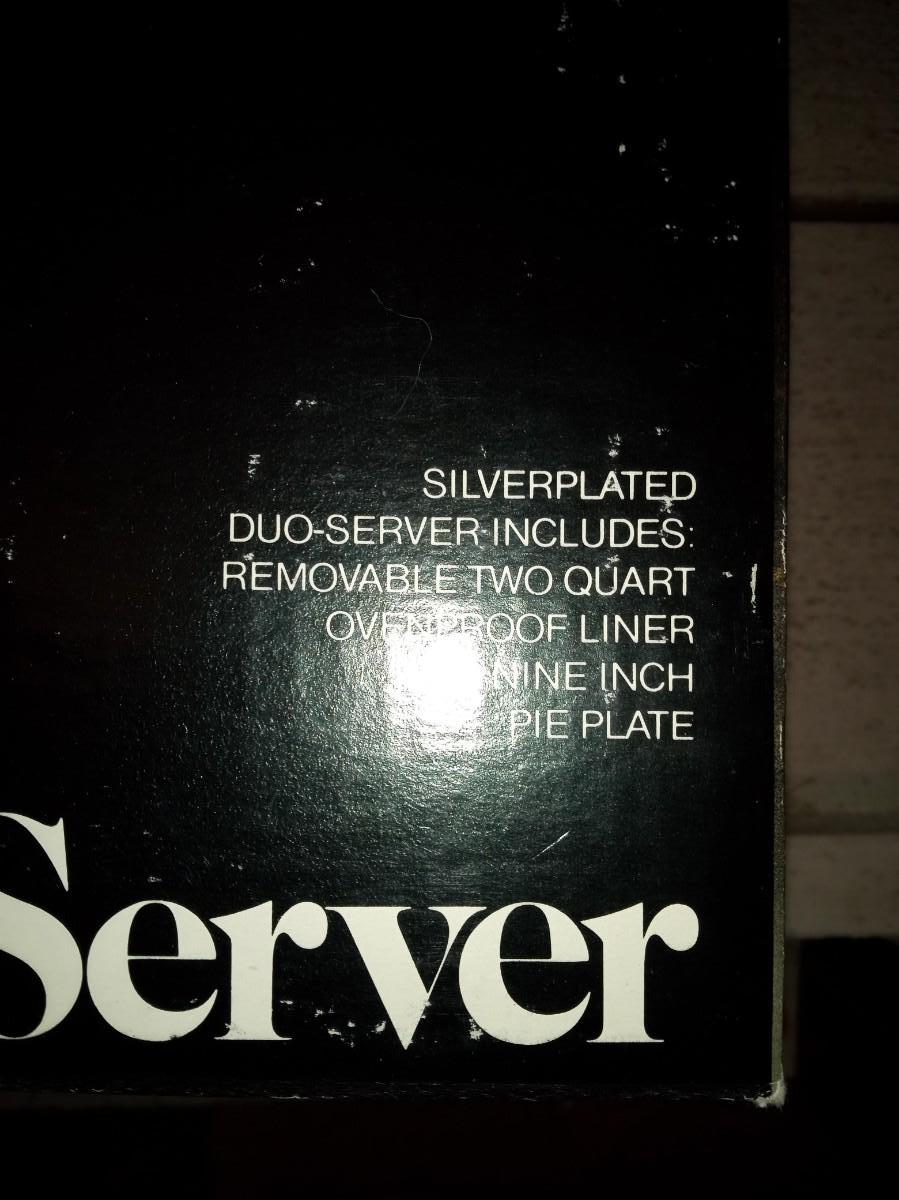 SILVERPLATED
DUO-SERVER INCLUDES:
REMOVABLE TWO QUART
OVENPROOF LINER
NINE INCH
PIE PLATE
Server